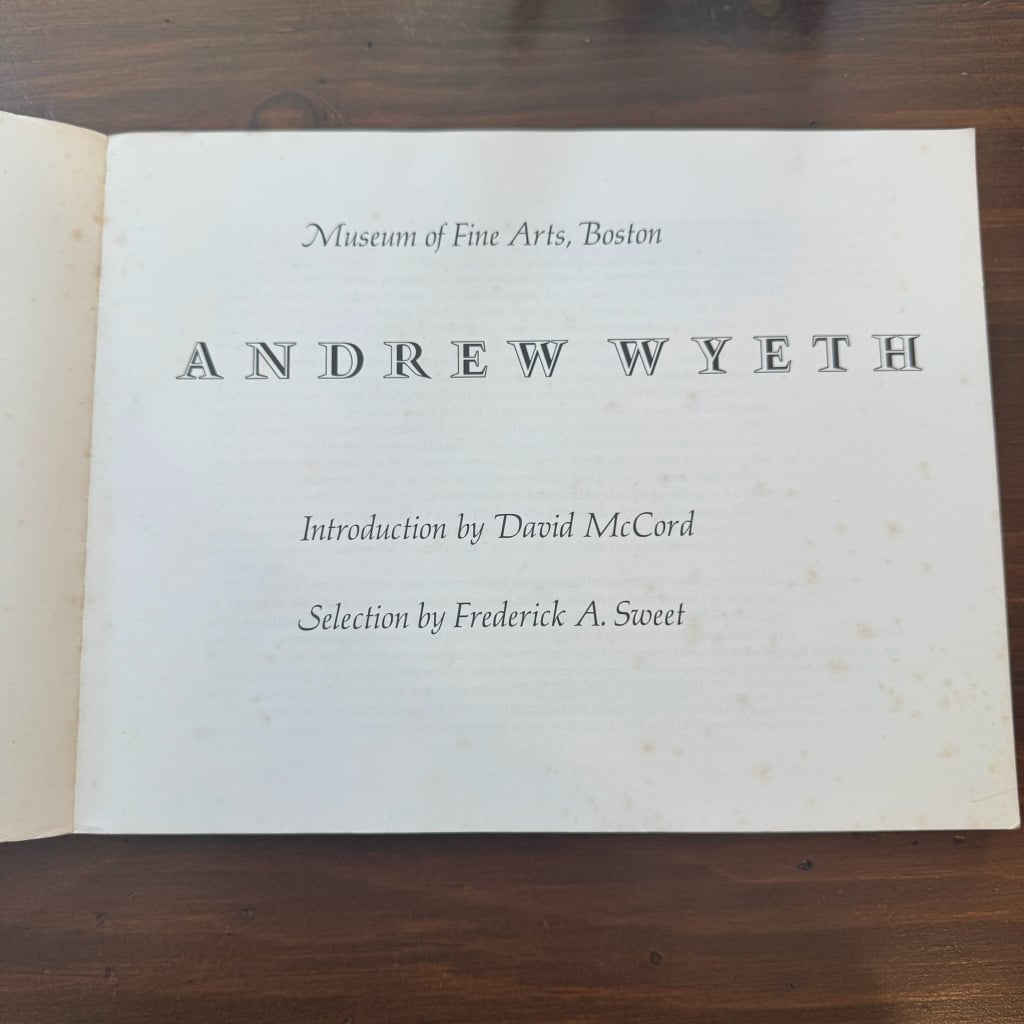 Museum of Fine Arts, Boston
ANDREW WYETH
Introduction by David McCord
Selection by Frederick A. Sweet